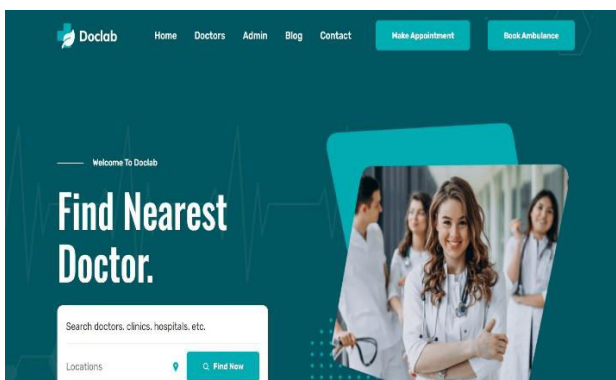 Doclab
Home Doctors Admin Blog Contact Make Appointment Book Ambulance
Welcome To Doclab
Find Nearest
Doctor.
Search doctors, clinics, hospitals, etc.
Locations Find Now